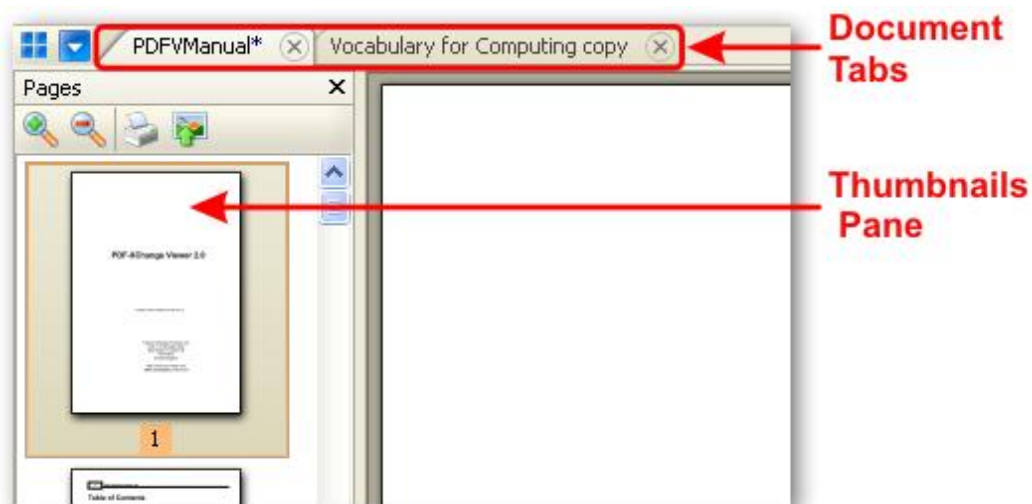 PDFVManual* Vocabulary for Computing copy
Document
Tabs
Pages
Thumbnails
Pane
PDF-XChange Viewer 2.0
1
Table of Contents